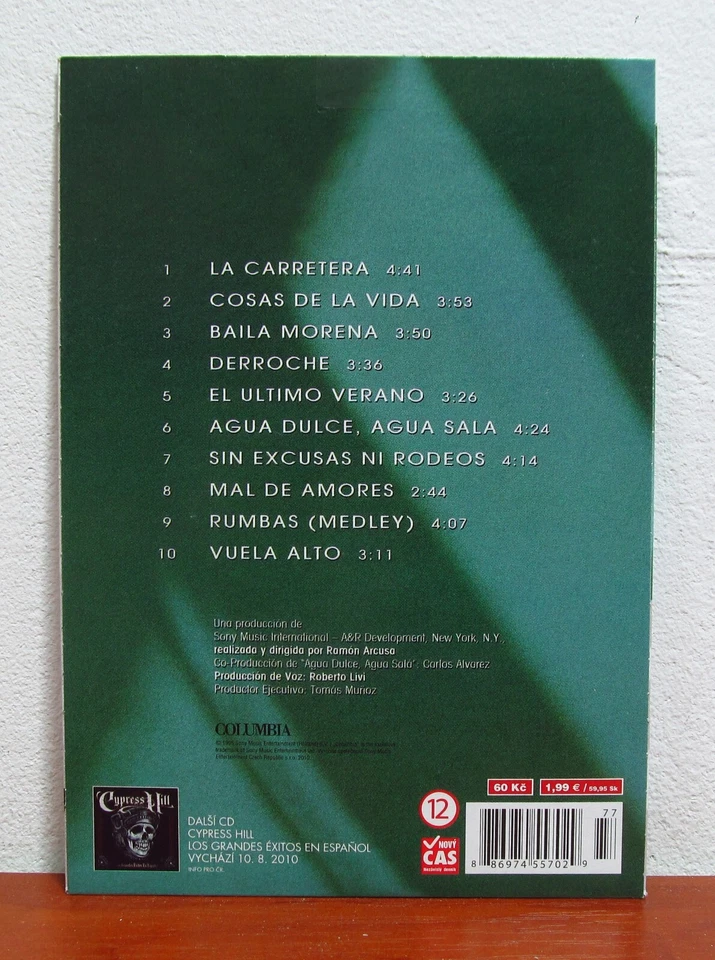 1 LA CARRETERA 4:41
2 COSAS DE LA VIDA 3:53
3 BAILA MORENA 3:50
4 DERROCHE 3:36
5 EL ULTIMO VERANO 3:26
6 AGUA DULCE, AGUA SALA 4:24
7 SIN EXCUSAS NI RODEOS 4:14
8 MAL DE AMORES 2:44
9 RUMBAS (MEDLEY) 4:07
10 VUELA ALTO 3:11
Una producción de
Sony Music International – A&R Development, New York, N.Y.,
realizada y dirigida por Ramón Arcusa
Co-Producción de "Agua Dulce, Agua Sala": Carlos Alvarez
Producción de Voz: Roberto Livi
Productor Ejecutivo: Tomás Muñoz
COLUMBIA
Cypress Hill
DALŠÍ CD
CYPRESS HILL
LOS GRANDES ÉXITOS EN ESPAÑOL
VYCHÁZÍ 10. 8. 2010
INFO PRO ČR
12
NOVÝ
ČAS
60 Kč
1,99 € / 59,95 Sk
77
8 86974 55702 9